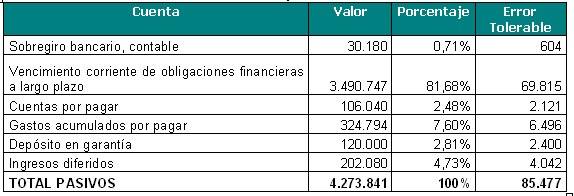 Cuenta Valor Porcentaje Error Tolerable
Sobregiro bancario, contable 30.180 0,71% 604
Vencimiento corriente de obligaciones financieras
a largo plazo 3.490.747 81,68% 69.815
Cuentas por pagar 106.040 2,48% 2.121
Gastos acumulados por pagar 324.794 7,60% 6.496
Depósito en garantía 120.000 2,81% 2.400
Ingresos diferidos 202.080 4,73% 4.042
TOTAL PASIVOS 4.273.841 100% 85.477